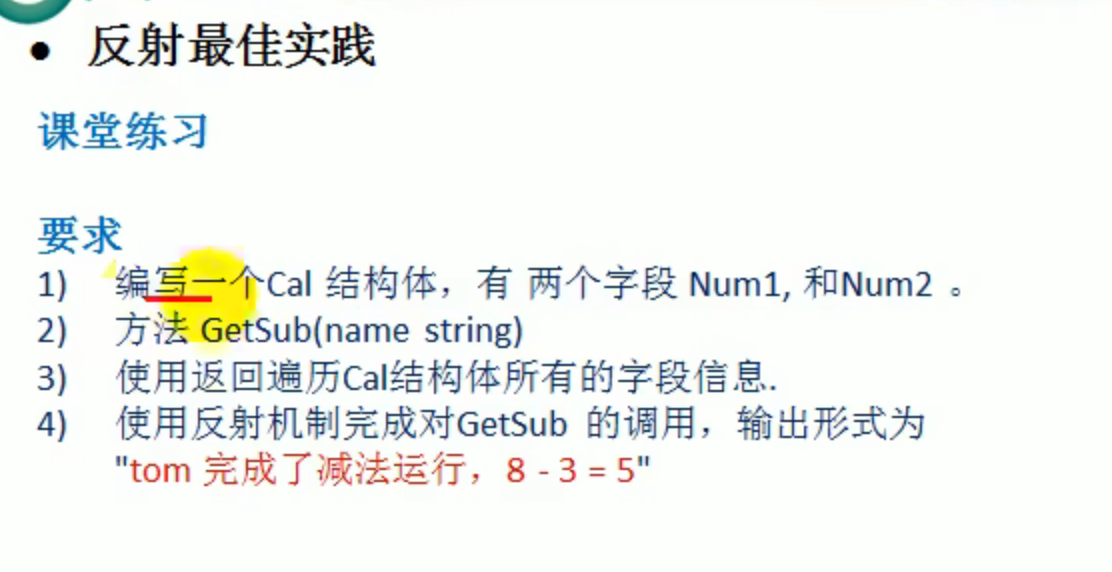 • 反射最佳实践
课堂练习
要求
1) 编写一个Cal 结构体，有 两个字段 Num1, 和Num2 。
2) 方法 GetSub(name string)
3) 使用返回遍历Cal结构体所有的字段信息.
4) 使用反射机制完成对GetSub 的调用，输出形式为
"tom 完成了减法运行，8 - 3 = 5"